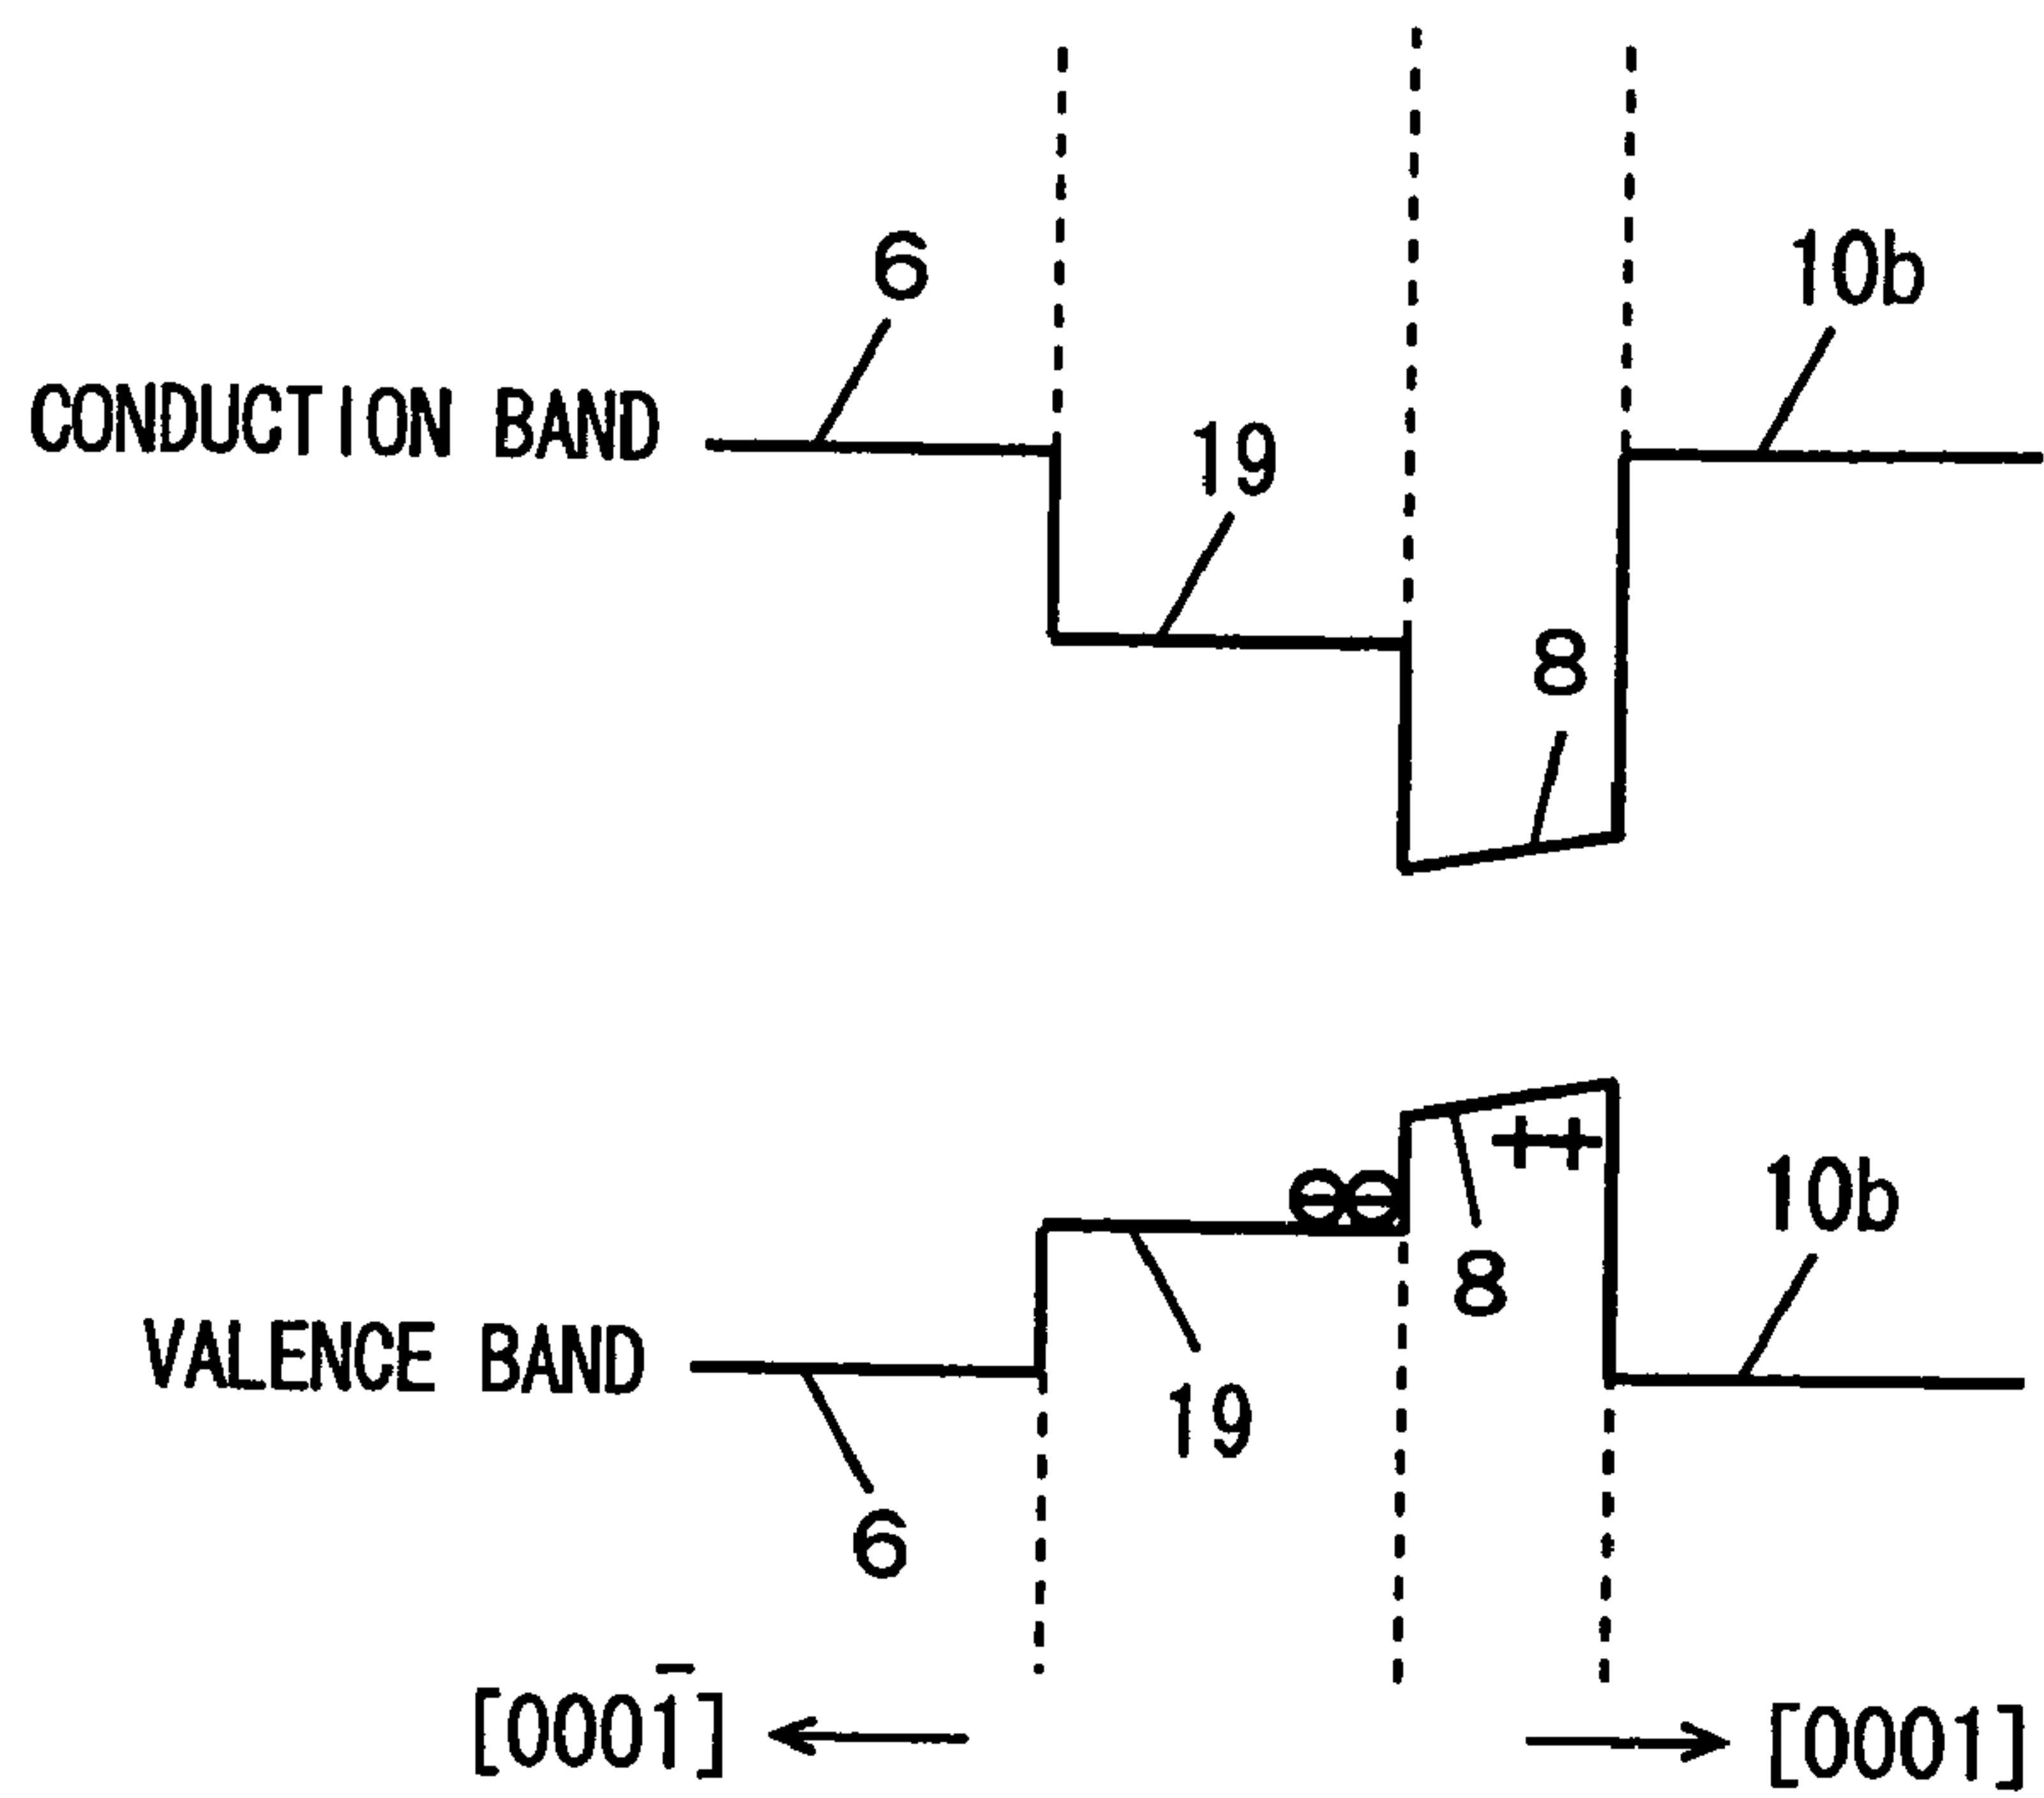 6
10b
CONDUCTION BAND
19
8
++
⊖⊖
10b
8
VALENCE BAND
19
6
[0001̄]
[0001]